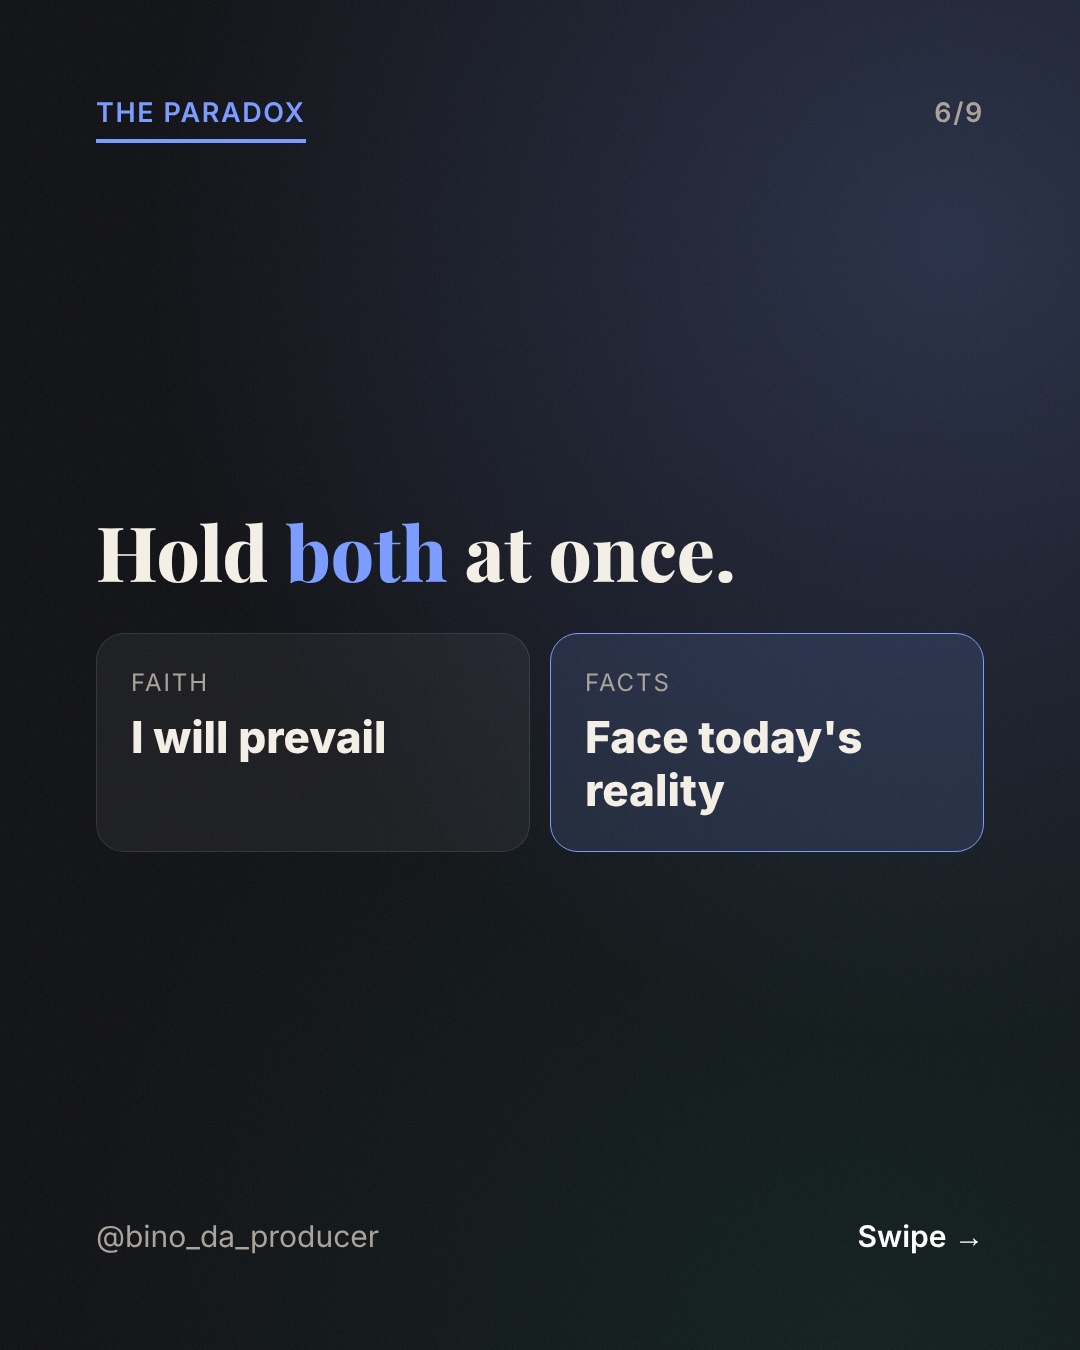 THE PARADOX
6/9
Hold both at once.
FAITH
I will prevail
FACTS
Face today's
reality
@bino_da_producer
Swipe →